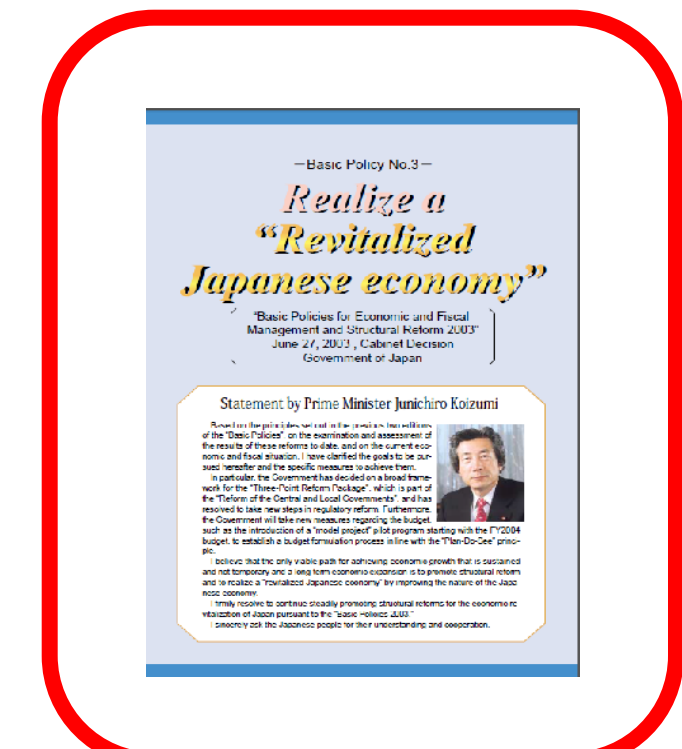 —Basic Policy No.3—
Realize a
“Revitalized
Japanese economy”
“Basic Policies for Economic and Fiscal
Management and Structural Reform 2003”
June 27, 2003 , Cabinet Decision
Government of Japan
Statement by Prime Minister Junichiro Koizumi
Based on the principles set out in the previous two editions
of the “Basic Policies”, on the examination and assessment of
the results of these reforms to date, and on the current eco-
nomic and fiscal situation, I have clarified the goals to be pur-
sued hereafter and the specific measures to achieve them.
In particular, the Government has decided on a broad frame-
work for the “Three-Point Reform Package”, which is part of
the “Reform of the Central and Local Governments”, and has
resolved to take new steps in regulatory reform. Furthermore,
the Government will take new measures regarding the budget,
such as the introduction of a “model project” pilot program starting with the FY2004
budget, to establish a budget formulation process in line with the “Plan-Do-See” princi-
ple.
I believe that the only viable path for achieving economic growth that is sustained
and not temporary and a long term economic expansion is to promote structural reform
and to realize a “revitalized Japanese economy” by improving the nature of the Japa-
nese economy.
I firmly resolve to continue steadily promoting structural reforms for the economic re-
vitalization of Japan pursuant to the “Basic Policies 2003.”
I sincerely ask the Japanese people for their understanding and cooperation.